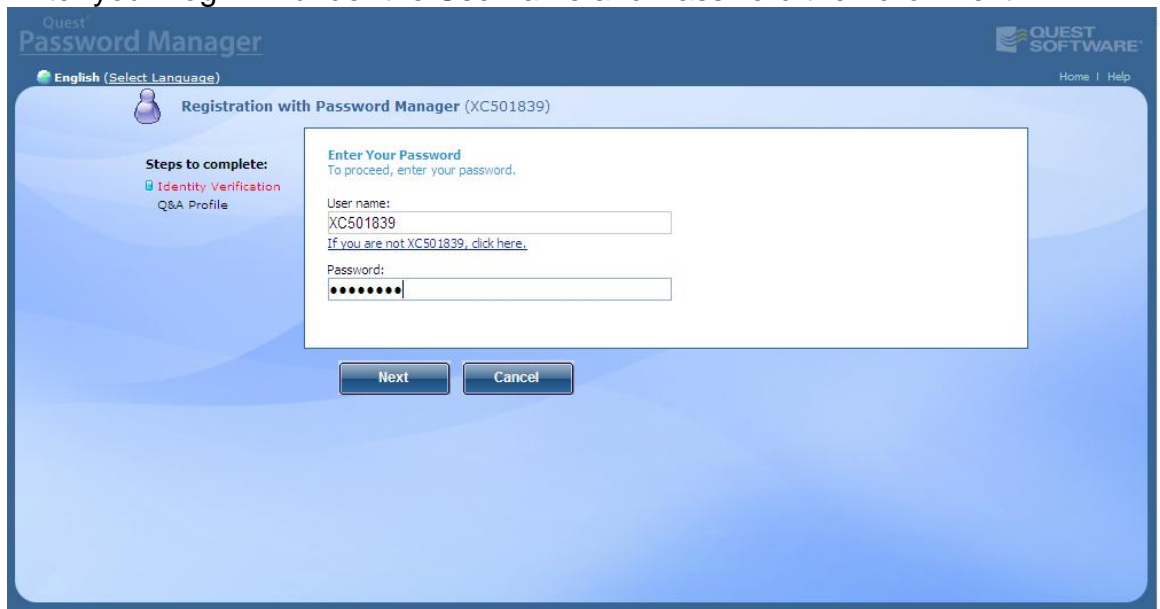 Quest
Password Manager
QUEST
SOFTWARE
English (Select Language)
Home | Help
Registration with Password Manager (XC501839)
Steps to complete:
Identity Verification
Q&A Profile
Enter Your Password
To proceed, enter your password.
User name:
XC501839
If you are not XC501839, click here.
Password:
••••••••
Next
Cancel